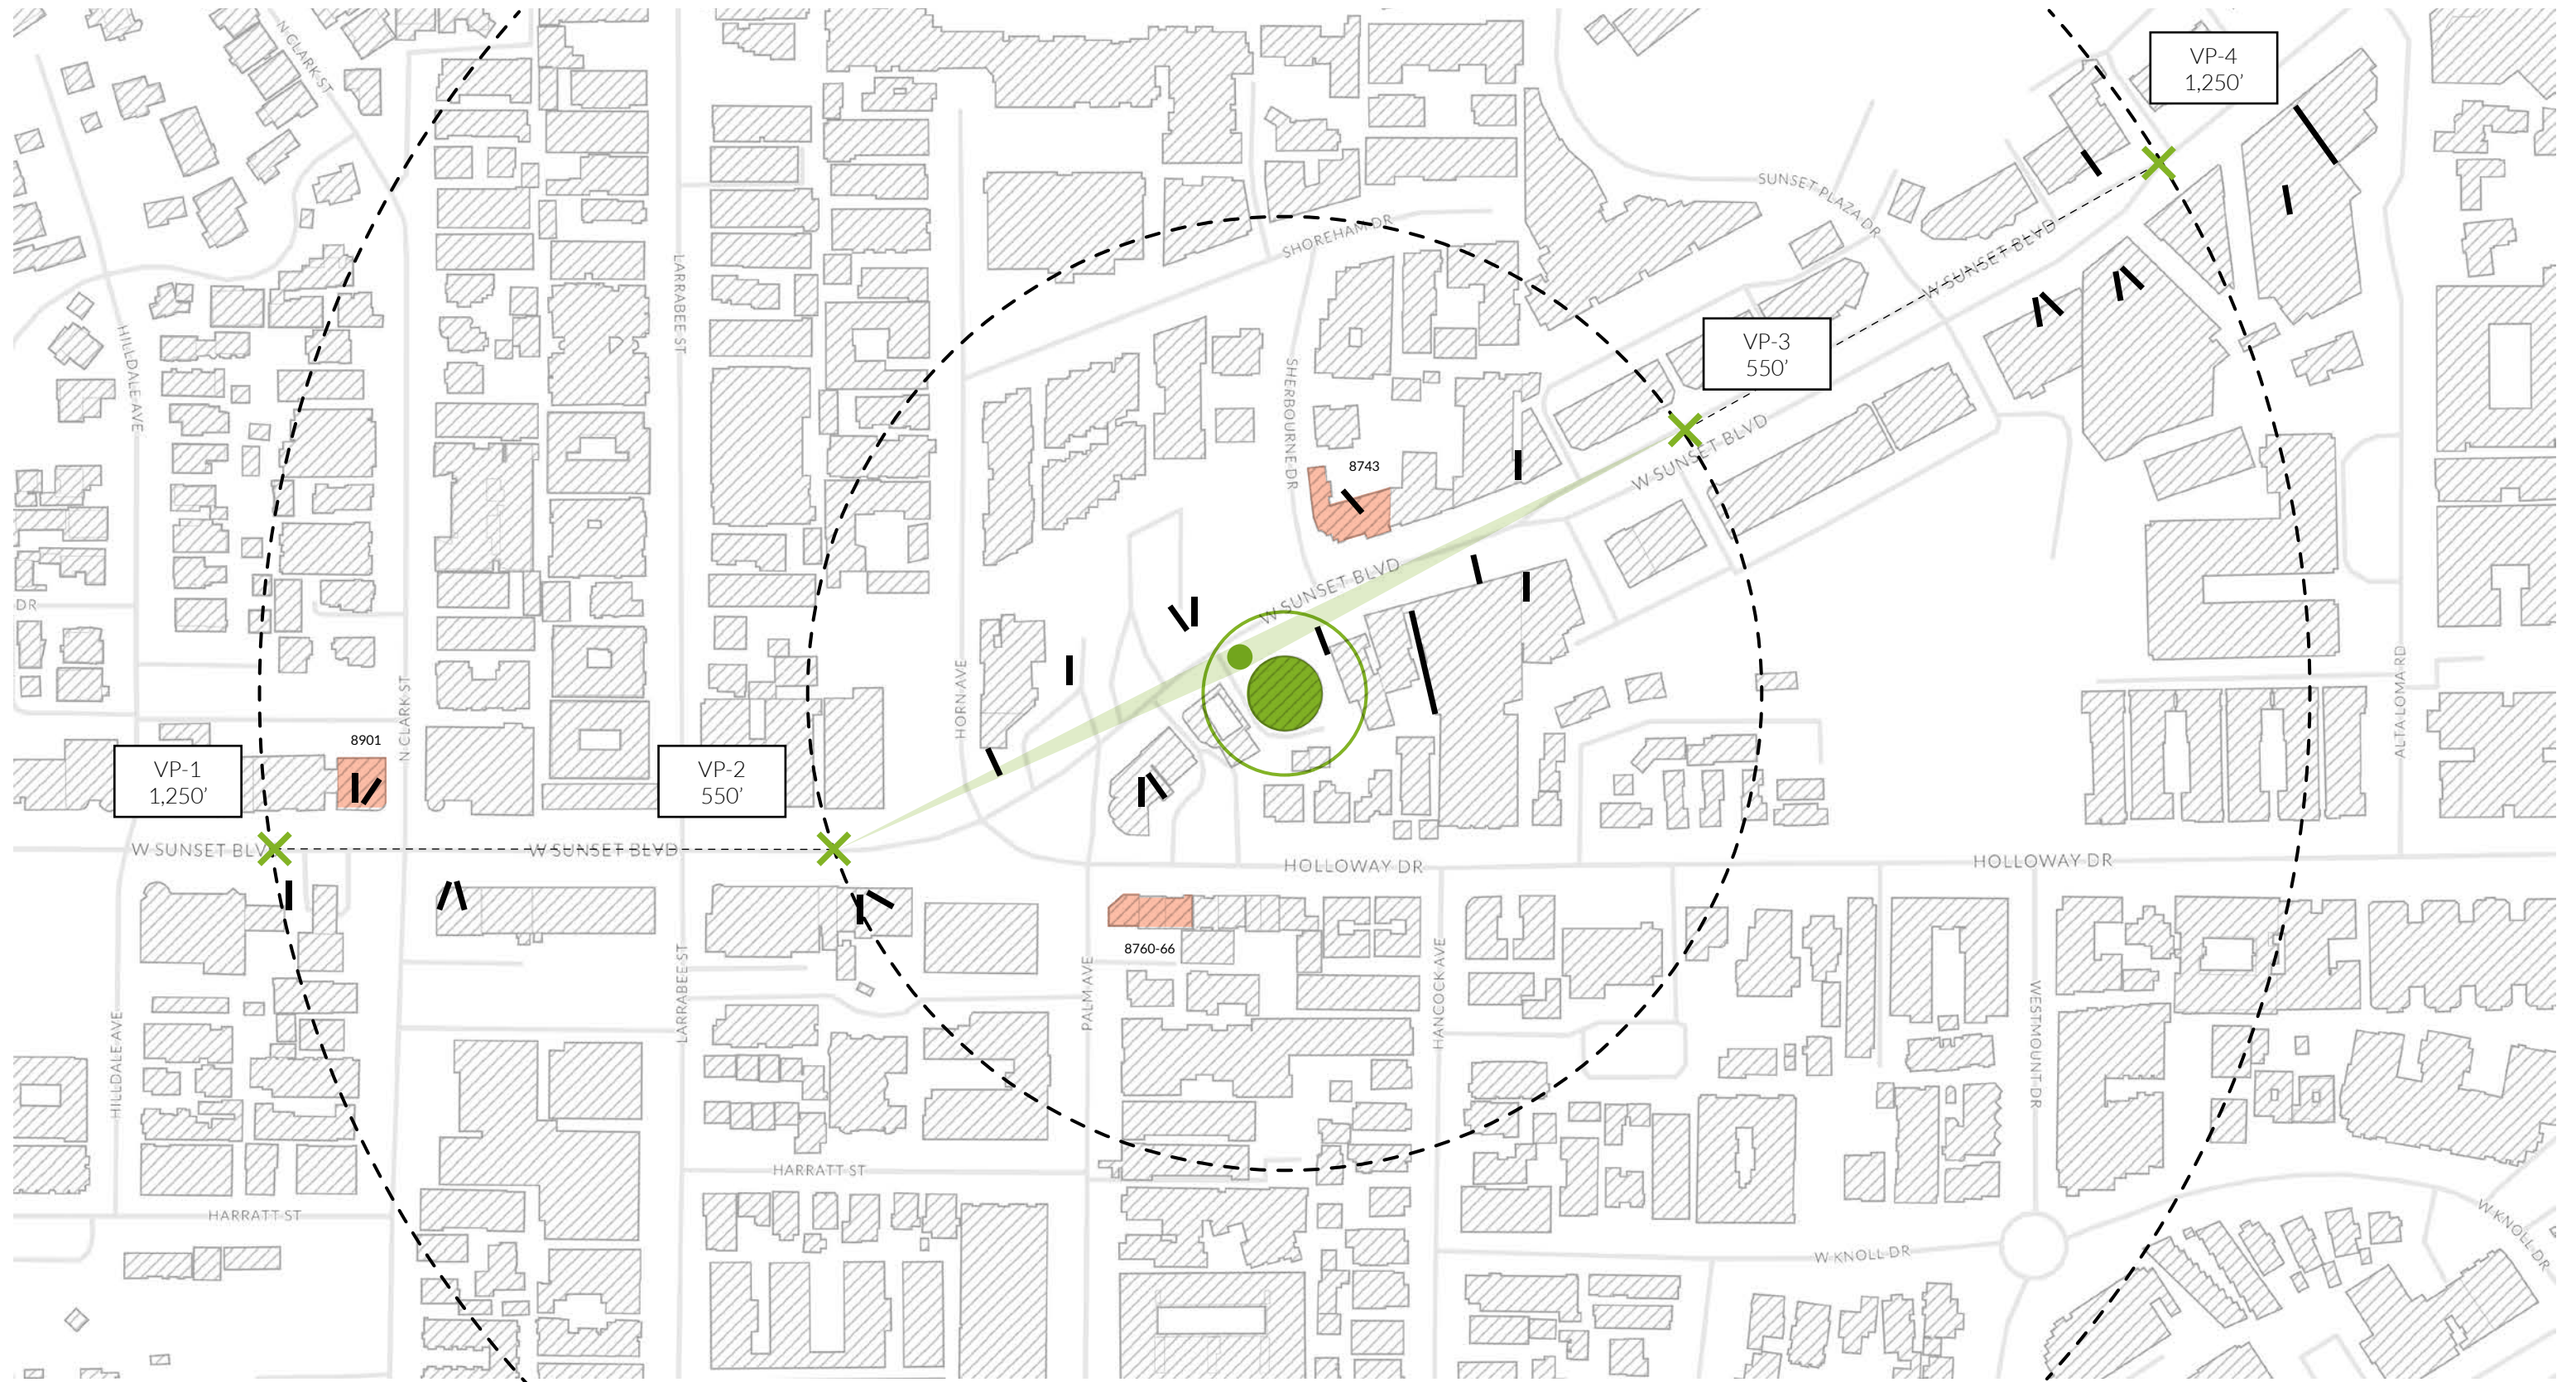 N CLARK ST
VP-4
1,250’
SUNSET PLAZA DR
SHOREHAM DR
W SUNSET BLVD
LARRABEE ST
HILLDALE AVE
VP-3
550’
SHERBOURNE DR
W SUNSET BLVD
8743
W SUNSET BLVD
DR
HORN AVE
N CLARK ST
ALTA LOMA RD
8901
VP-1
1,250’
VP-2
550’
W SUNSET BLVD
W SUNSET BLVD
HOLLOWAY DR
HOLLOWAY DR
8760-66
LARRABEE ST
PALM AVE
HANCOCK AVE
WESTMOUNT DR
HILLDALE AVE
HARRATT ST
HARRATT ST
W KNOLL DR
W KNOLL DR